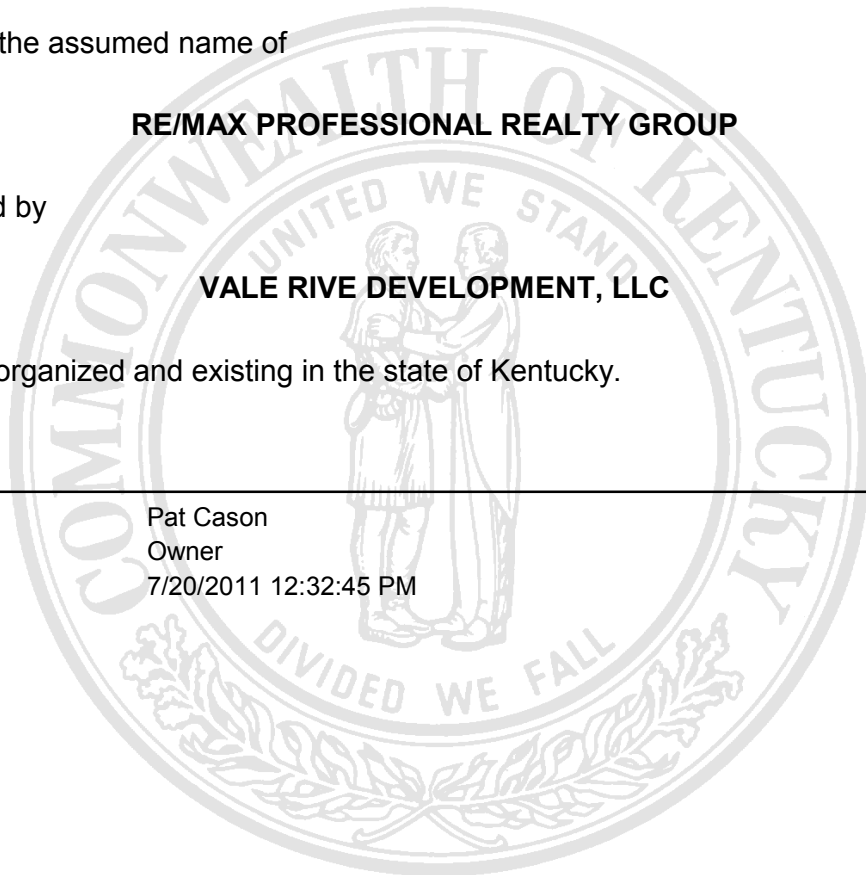 the assumed name of
RE/MAX PROFESSIONAL REALTY GROUP
d by
VALE RIVE DEVELOPMENT, LLC
organized and existing in the state of Kentucky.
Pat Cason
Owner
7/20/2011 12:32:45 PM
COMMONWEALTH OF KENTUCKY
UNITED WE STAND
DIVIDED WE FALL